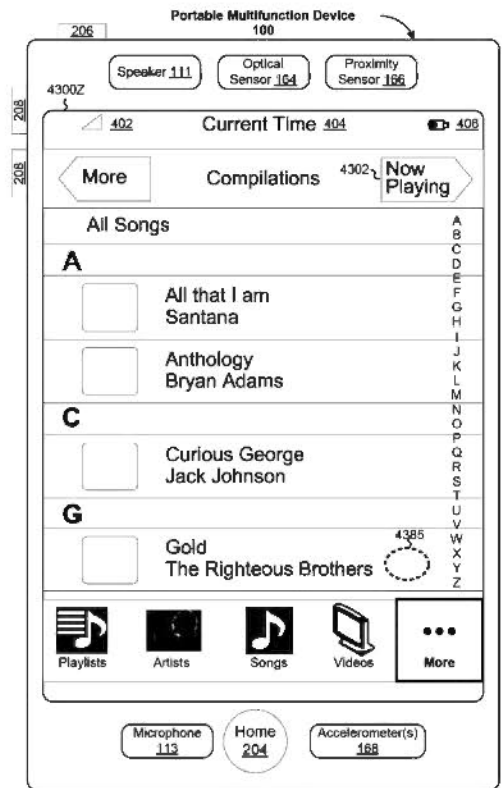 Portable Multifunction Device
100
206
Speaker 111
Optical
Sensor 164
Proximity
Sensor 166
4300Z
208
402
Current Time 404
406
208
More
Compilations
4302
Now
Playing
All Songs
A
All that I am
Santana
Anthology
Bryan Adams
C
Curious George
Jack Johnson
G
4385
Gold
The Righteous Brothers
A
B
C
D
E
F
G
H
I
J
K
L
M
N
O
P
Q
R
S
T
U
V
W
X
Y
Z
Playlists
Artists
Songs
Videos
More
Microphone
113
Home
204
Accelerometer(s)
168